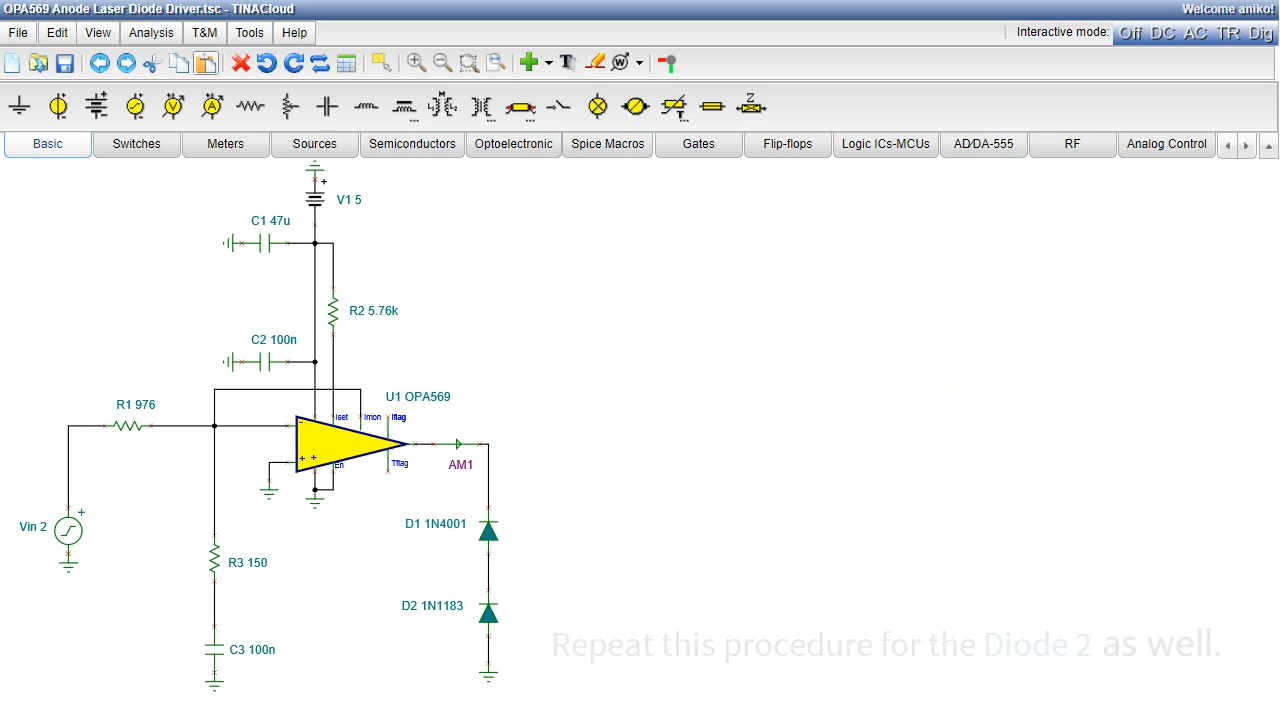 OPA569 Anode Laser Diode Driver.tsc - TINACloud
Welcome aniko!
File Edit View Analysis T&M Tools Help
Interactive mode: Off DC AC TR Dig
Basic Switches Meters Sources Semiconductors Optoelectronic Spice Macros Gates Flip-flops Logic ICs-MCUs AD/DA-555 RF Analog Control
V1 5
C1 47u
R2 5.76k
C2 100n
U1 OPA569
R1 976
Iset Imon Iflag
En Tflag
AM1
Vin 2
D1 1N4001
R3 150
D2 1N1183
C3 100n
Repeat this procedure for the Diode 2 as well.